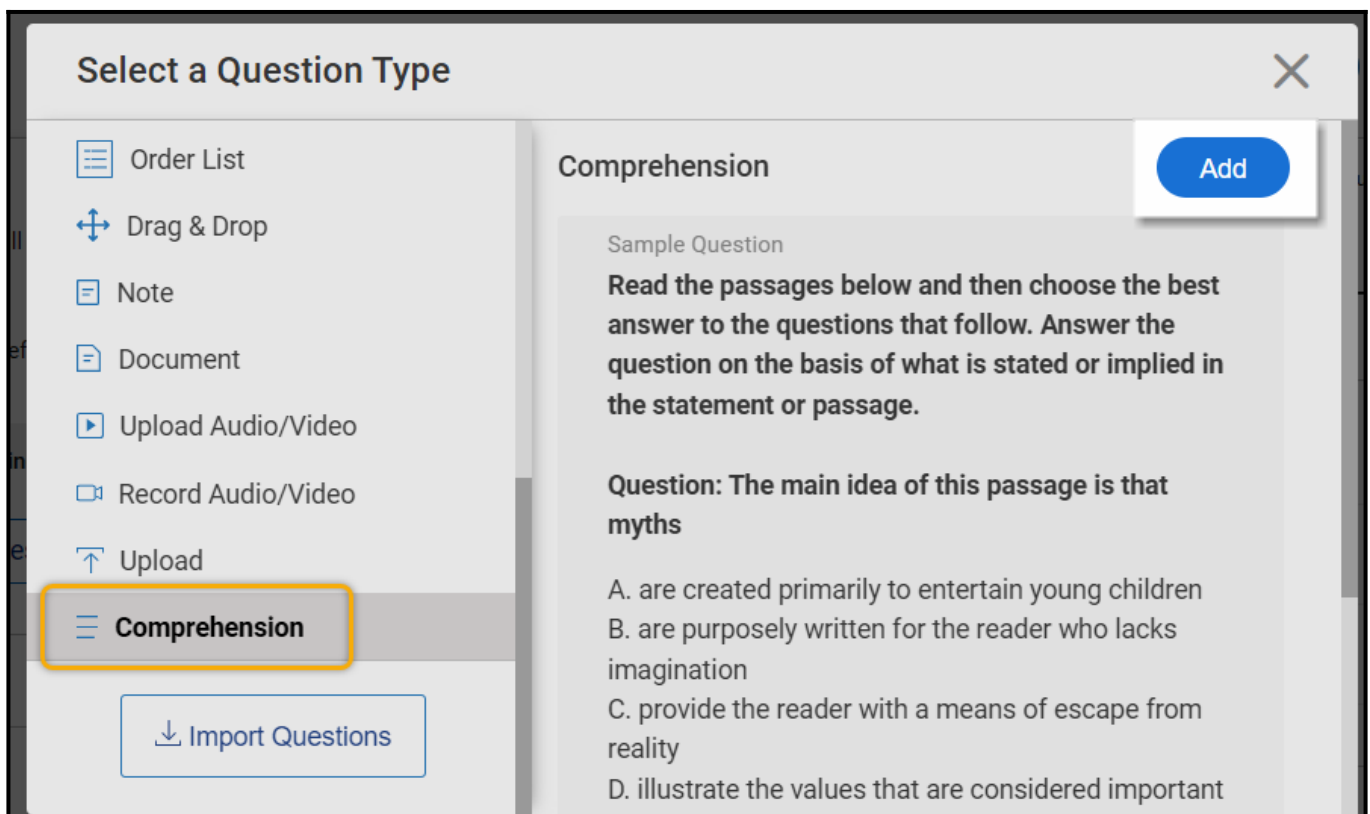 Select a Question Type
Order List
Drag & Drop
Note
Document
Upload Audio/Video
Record Audio/Video
Upload
Comprehension
Import Questions
Comprehension
Add
Sample Question
Read the passages below and then choose the best
answer to the questions that follow. Answer the
question on the basis of what is stated or implied in
the statement or passage.
Question: The main idea of this passage is that
myths
A. are created primarily to entertain young children
B. are purposely written for the reader who lacks
imagination
C. provide the reader with a means of escape from
reality
D. illustrate the values that are considered important